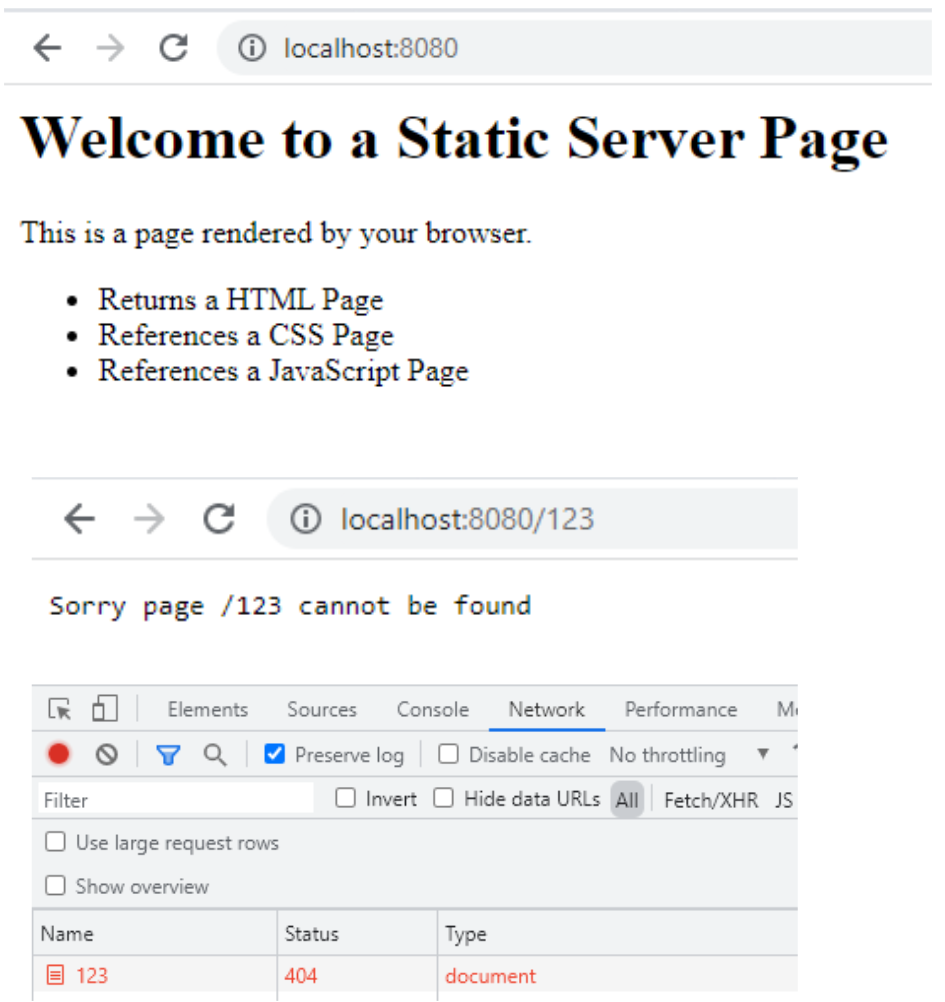 localhost:8080
Welcome to a Static Server Page
This is a page rendered by your browser.
• Returns a HTML Page
• References a CSS Page
• References a JavaScript Page
localhost:8080/123
Sorry page /123 cannot be found
Elements Sources Console Network Performance
Preserve log Disable cache No throttling
Filter Invert Hide data URLs All Fetch/XHR JS
Use large request rows
Show overview
Name Status Type
123 404 document